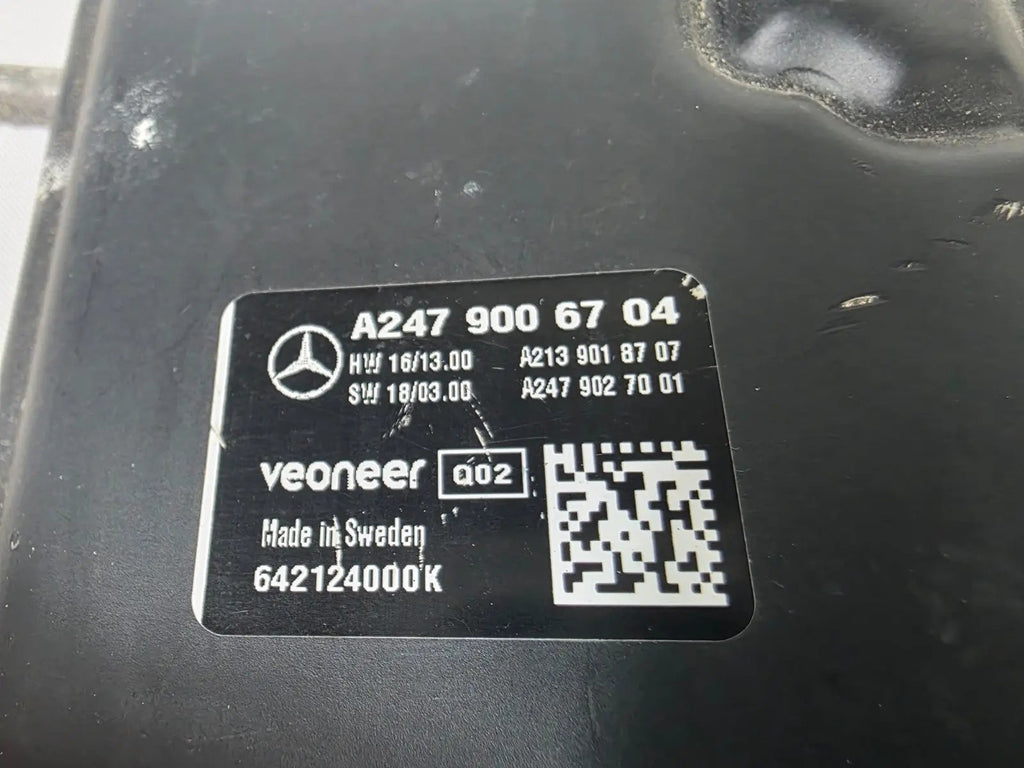 A247 900 67 04
HW 16/13.00 A213 901 87 07
SW 18/03.00 A247 902 70 01
veoneer Q02
Made in Sweden
642124000K